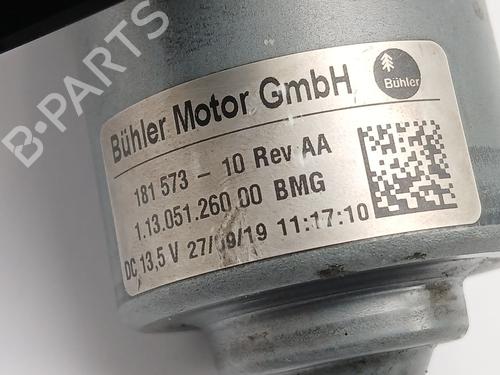 B-PARTS
Bühler Motor GmbH
Bühler
181 573 - 10 Rev AA
1.13.051.260.00 BMG
DC 13,5 V 27/09/19 11:17:10